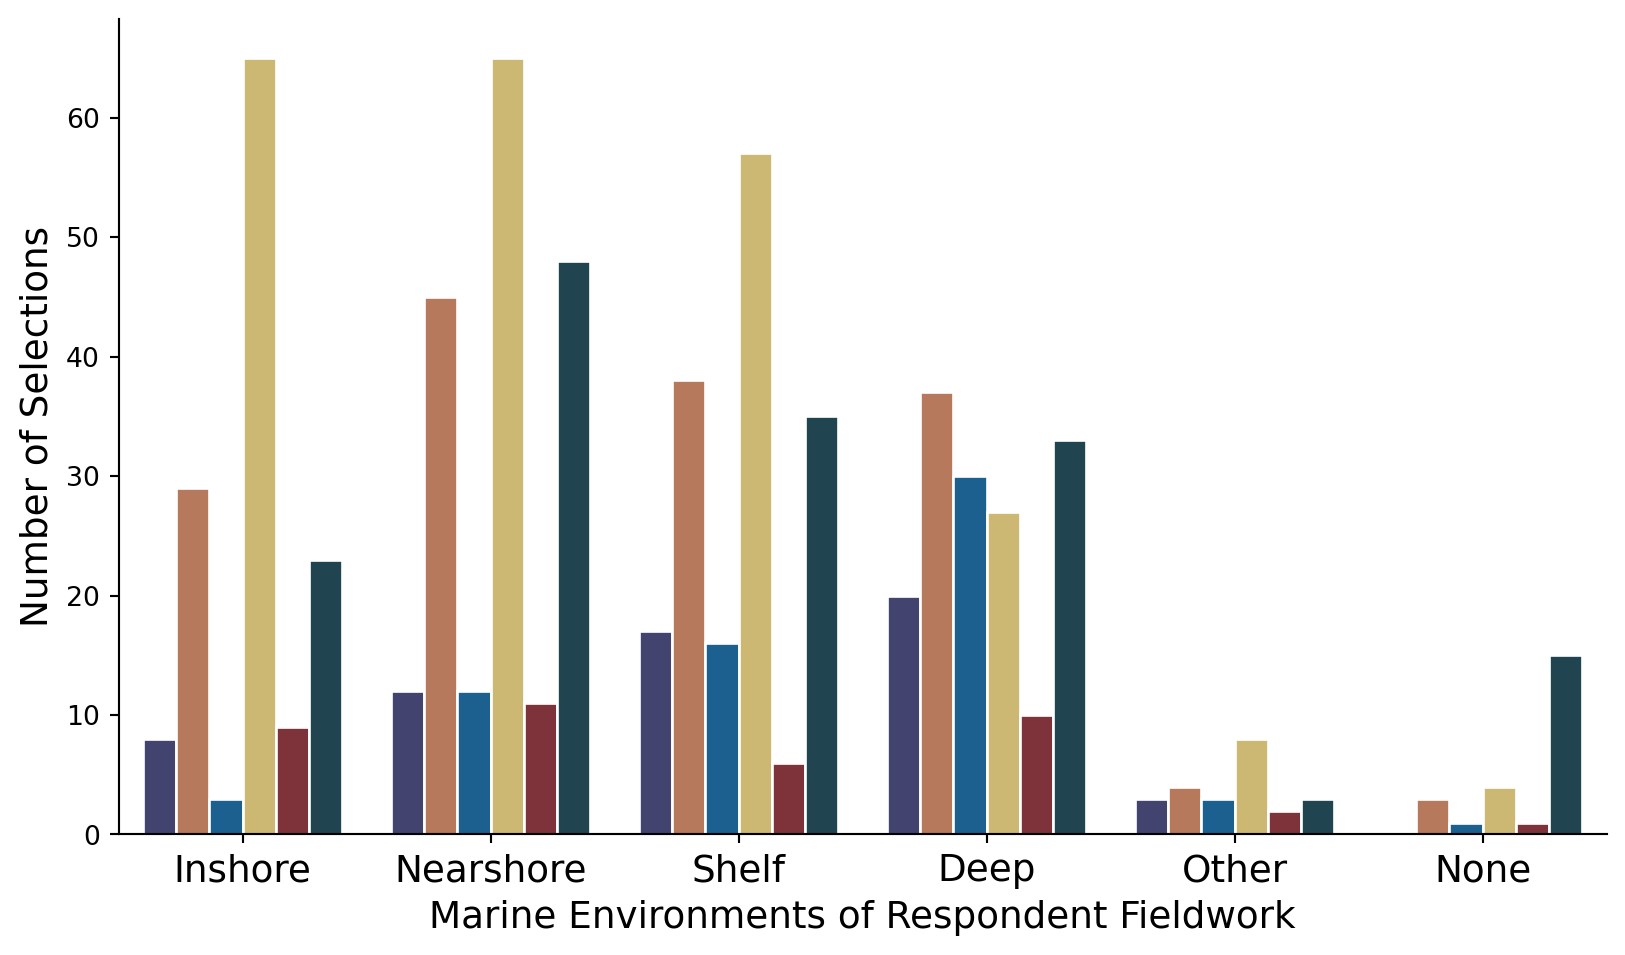 Number of Selections
60
50
40
30
20
10
0
Inshore Nearshore Shelf Deep Other None
Marine Environments of Respondent Fieldwork